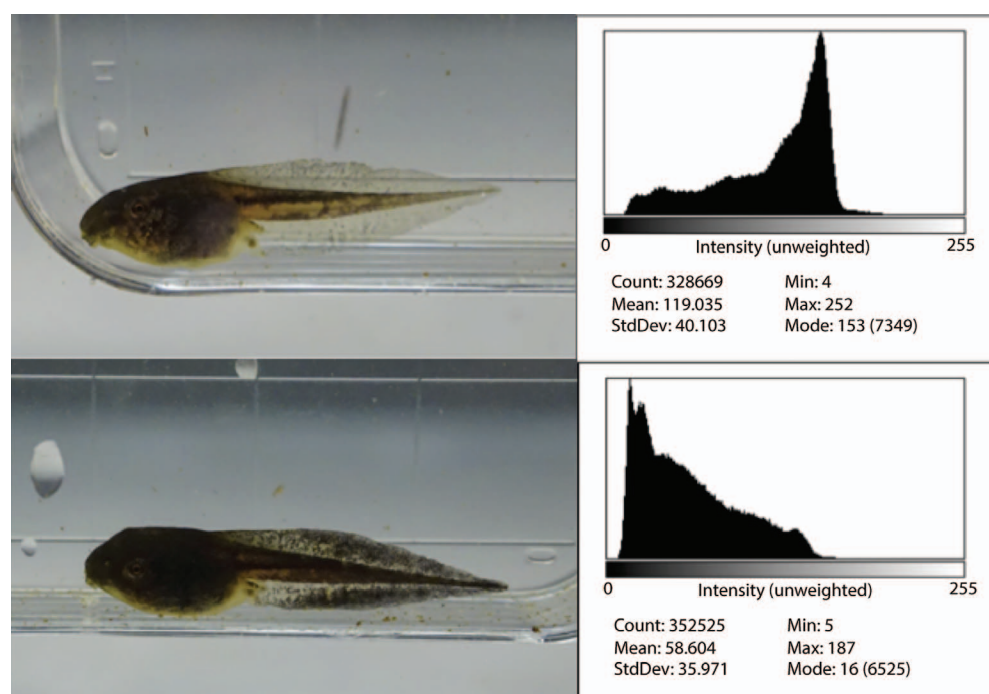 0 Intensity (unweighted) 255
Count: 328669 Min: 4
Mean: 119.035 Max: 252
StdDev: 40.103 Mode: 153 (7349)
0 Intensity (unweighted) 255
Count: 352525 Min: 5
Mean: 58.604 Max: 187
StdDev: 35.971 Mode: 16 (6525)